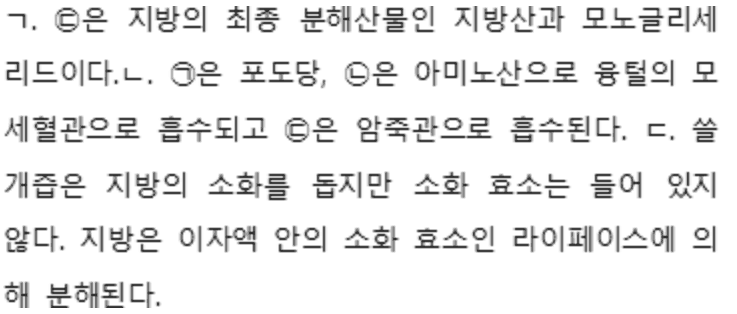 ㄱ. ㉢은 지방의 최종 분해산물인 지방산과 모노글리세
리드이다.ㄴ. ㉠은 포도당, ㉡은 아미노산으로 융털의 모
세혈관으로 흡수되고 ㉢은 암죽관으로 흡수된다. ㄷ. 쓸
개즙은 지방의 소화를 돕지만 소화 효소는 들어 있지
않다. 지방은 이자액 안의 소화 효소인 라이페이스에 의
해 분해된다.